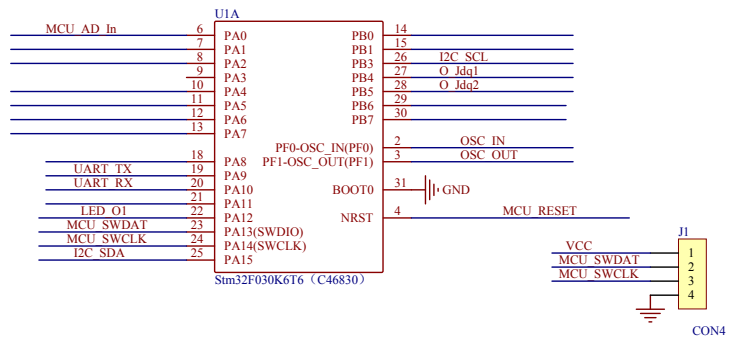 U1A
MCU_AD_In 6 PA0 PB0 14
7 PA1 PB1 15
8 PA2 PB3 26 I2C_SCL
9 PA3 PB4 27 O_Jdq1
10 PA4 PB5 28 O_Jdq2
11 PA5 PB6 29
12 PA6 PB7 30
13 PA7
PF0-OSC_IN(PF0) 2 OSC_IN
18 PA8 PF1-OSC_OUT(PF1) 3 OSC_OUT
UART_TX 19 PA9
UART_RX 20 PA10 BOOT0 31 GND
21 PA11
LED_O1 22 PA12 NRST 4 MCU_RESET
MCU_SWDAT 23 PA13(SWDIO)
MCU_SWCLK 24 PA14(SWCLK)
I2C_SDA 25 PA15
Stm32F030K6T6（C46830）
J1
VCC 1
MCU_SWDAT 2
MCU_SWCLK 3
4
CON4